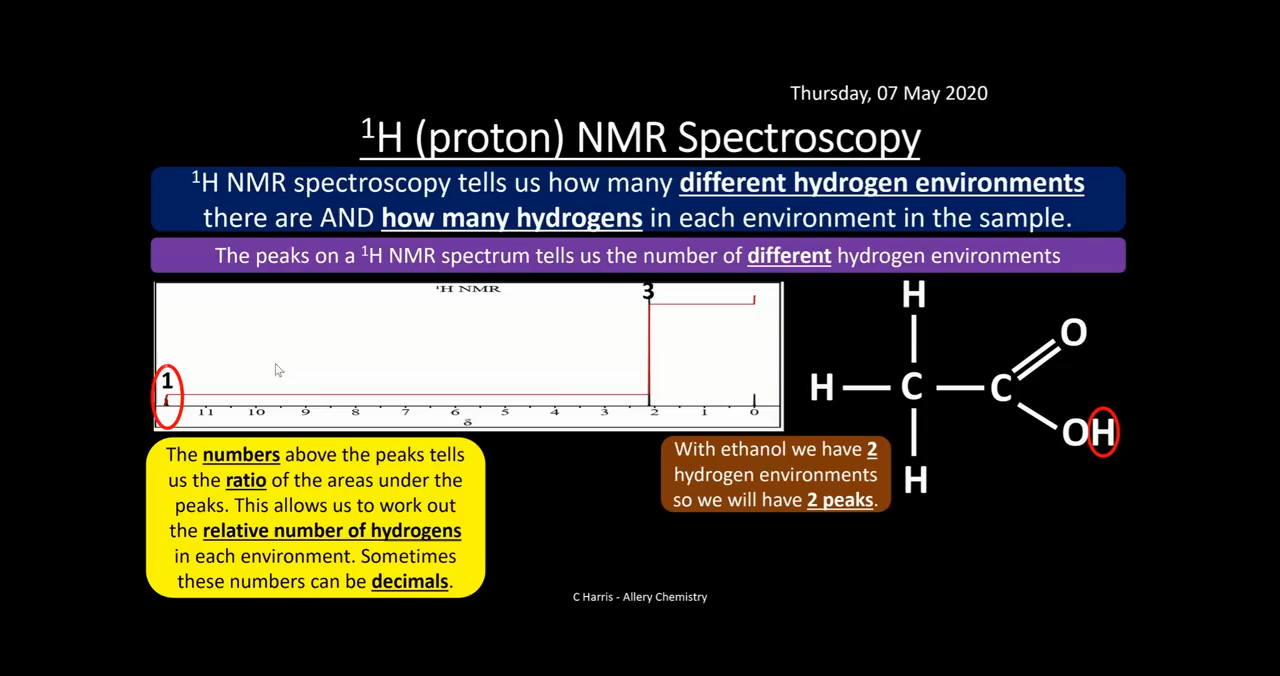 Thursday, 07 May 2020
¹H (proton) NMR Spectroscopy
¹H NMR spectroscopy tells us how many different hydrogen environments
there are AND how many hydrogens in each environment in the sample.
The peaks on a ¹H NMR spectrum tells us the number of different hydrogen environments
¹H NMR
3
1
11 10 9 8 7 6 5 4 3 2 1 0
δ
H
O
H C C
OH
H
The numbers above the peaks tells
us the ratio of the areas under the
peaks. This allows us to work out
the relative number of hydrogens
in each environment. Sometimes
these numbers can be decimals.
With ethanol we have 2
hydrogen environments
so we will have 2 peaks.
C Harris - Allery Chemistry